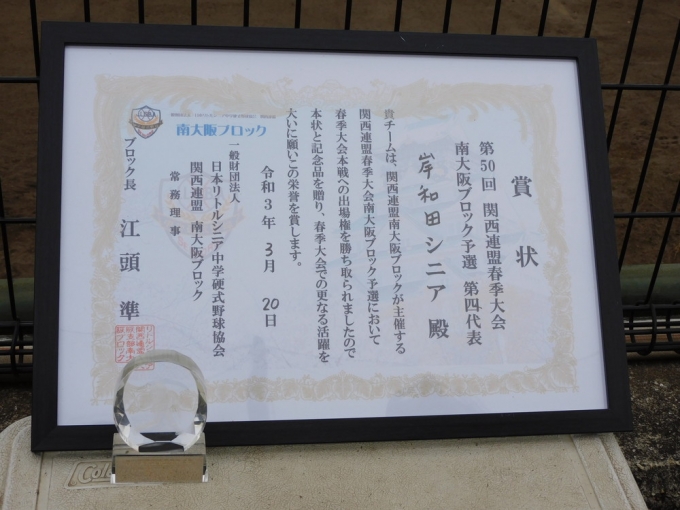 賞状
第50回 関西連盟春季大会
南大阪ブロック予選 第四代表
岸和田シニア 殿
貴チームは、関西連盟南大阪ブロックが主催する
関西連盟春季大会南大阪ブロック予選において
春季大会本戦への出場権を勝ち取られましたので
本状と記念品を贈り、春季大会での更なる活躍を
大いに願いこの栄誉を賞します。
令和3年3月20日
一般財団法人
日本リトルシニア中学硬式野球協会
関西連盟 南大阪ブロック
常務理事
ブロック長 江頭 準
南大阪ブロック